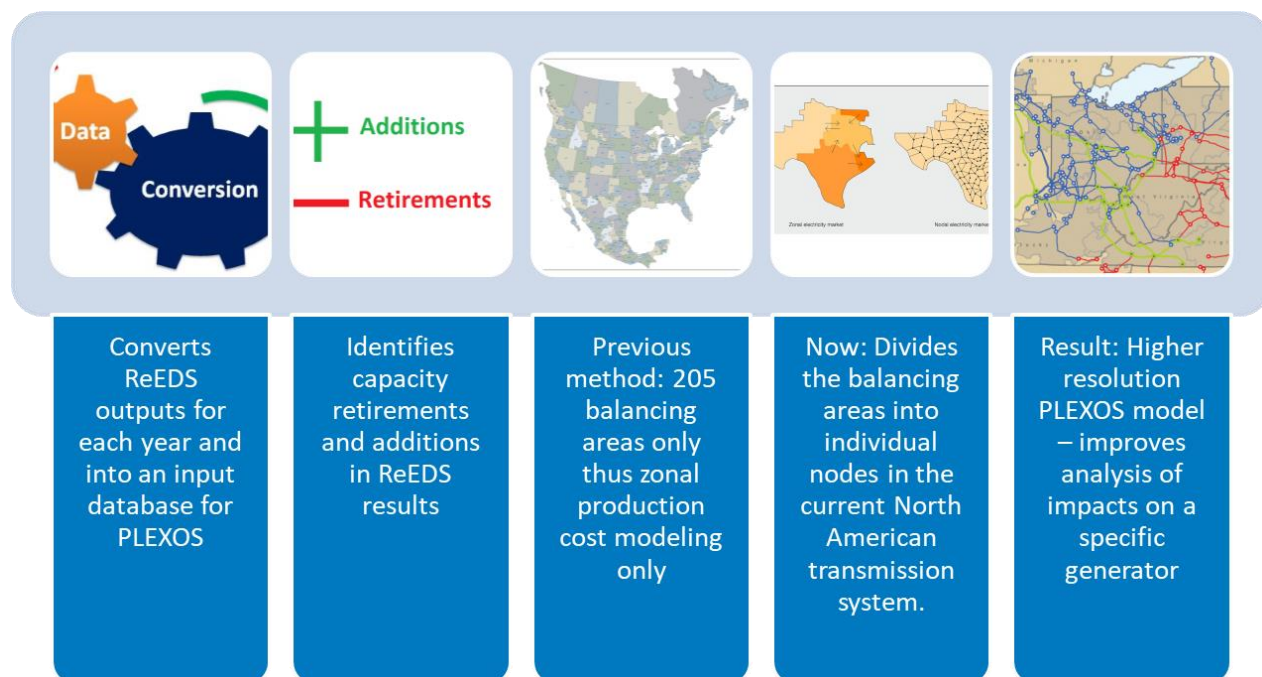 Data
Conversion
Additions
Retirements
Zonal electricity market
Nodal electricity market
Converts
ReEDS
outputs for
each year and
into an input
database for
PLEXOS
Identifies
capacity
retirements
and additions
in ReEDS
results
Previous
method: 205
balancing
areas only
thus zonal
production
cost modeling
only
Now: Divides
the balancing
areas into
individual
nodes in the
current North
American
transmission
system.
Result: Higher
resolution
PLEXOS model
– improves
analysis of
impacts on a
specific
generator